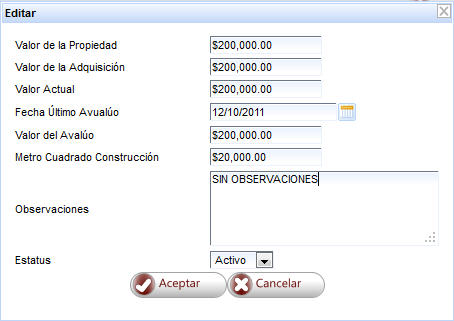 Editar
Valor de la Propiedad $200,000.00
Valor de la Adquisición $200,000.00
Valor Actual $200,000.00
Fecha Último Avualúo 12/10/2011
Valor del Avalúo $200,000.00
Metro Cuadrado Construcción $20,000.00
Observaciones SIN OBSERVACIONES
Estatus Activo
Aceptar Cancelar